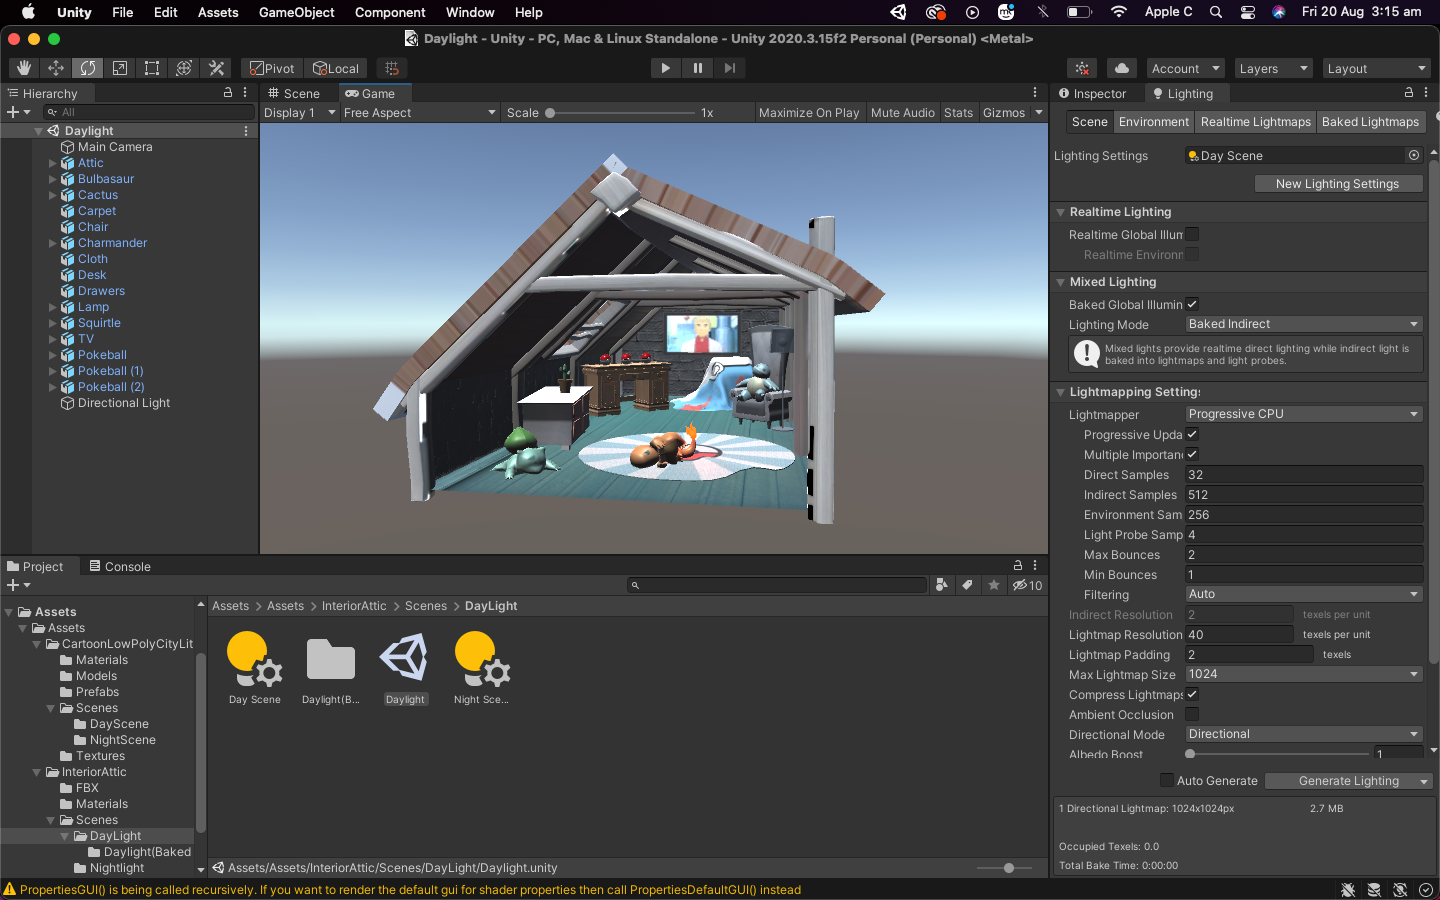 Unity File Edit Assets GameObject Component Window Help Apple C Fri 20 Aug 3:15 am
Daylight - Unity - PC, Mac & Linux Standalone - Unity 2020.3.15f2 Personal (Personal) <Metal>
Pivot Local Account Layers Layout
Hierarchy
All
Daylight
Main Camera
Attic
Bulbasaur
Cactus
Carpet
Chair
Charmander
Cloth
Desk
Drawers
Lamp
Squirtle
TV
Pokeball
Pokeball (1)
Pokeball (2)
Directional Light
Scene Game
Display 1 Free Aspect Scale 1x Maximize On Play Mute Audio Stats Gizmos
Inspector Lighting
Scene Environment Realtime Lightmaps Baked Lightmaps
Lighting Settings Day Scene
New Lighting Settings
Realtime Lighting
Realtime Global Illum
Realtime Environr
Mixed Lighting
Baked Global Illumin
Lighting Mode Baked Indirect
Mixed lights provide realtime direct lighting while indirect light is
baked into lightmaps and light probes.
Lightmapping Settings
Lightmapper Progressive CPU
Progressive Upda
Multiple Importan
Direct Samples 32
Indirect Samples 512
Environment Sam 256
Light Probe Samp 4
Max Bounces 2
Min Bounces 1
Filtering Auto
Indirect Resolution 2 texels per unit
Lightmap Resolution 40 texels per unit
Lightmap Padding 2 texels
Max Lightmap Size 1024
Compress Lightmaps
Ambient Occlusion
Directional Mode Directional
Albedo Boost 1
Auto Generate Generate Lighting
1 Directional Lightmap: 1024x1024px 2.7 MB
Occupied Texels: 0.0
Total Bake Time: 0:00:00
Project Console
10
Assets
Assets
CartoonLowPolyCityLit
Materials
Models
Prefabs
Scenes
DayScene
NightScene
Textures
InteriorAttic
FBX
Materials
Scenes
DayLight
Daylight(Baked
Nightlight
Assets > Assets > InteriorAttic > Scenes > DayLight
Day Scene Daylight(B... Daylight Night Sce...
Assets/Assets/InteriorAttic/Scenes/DayLight/Daylight.unity
PropertiesGUI() is being called recursively. If you want to render the default gui for shader properties then call PropertiesDefaultGUI() instead